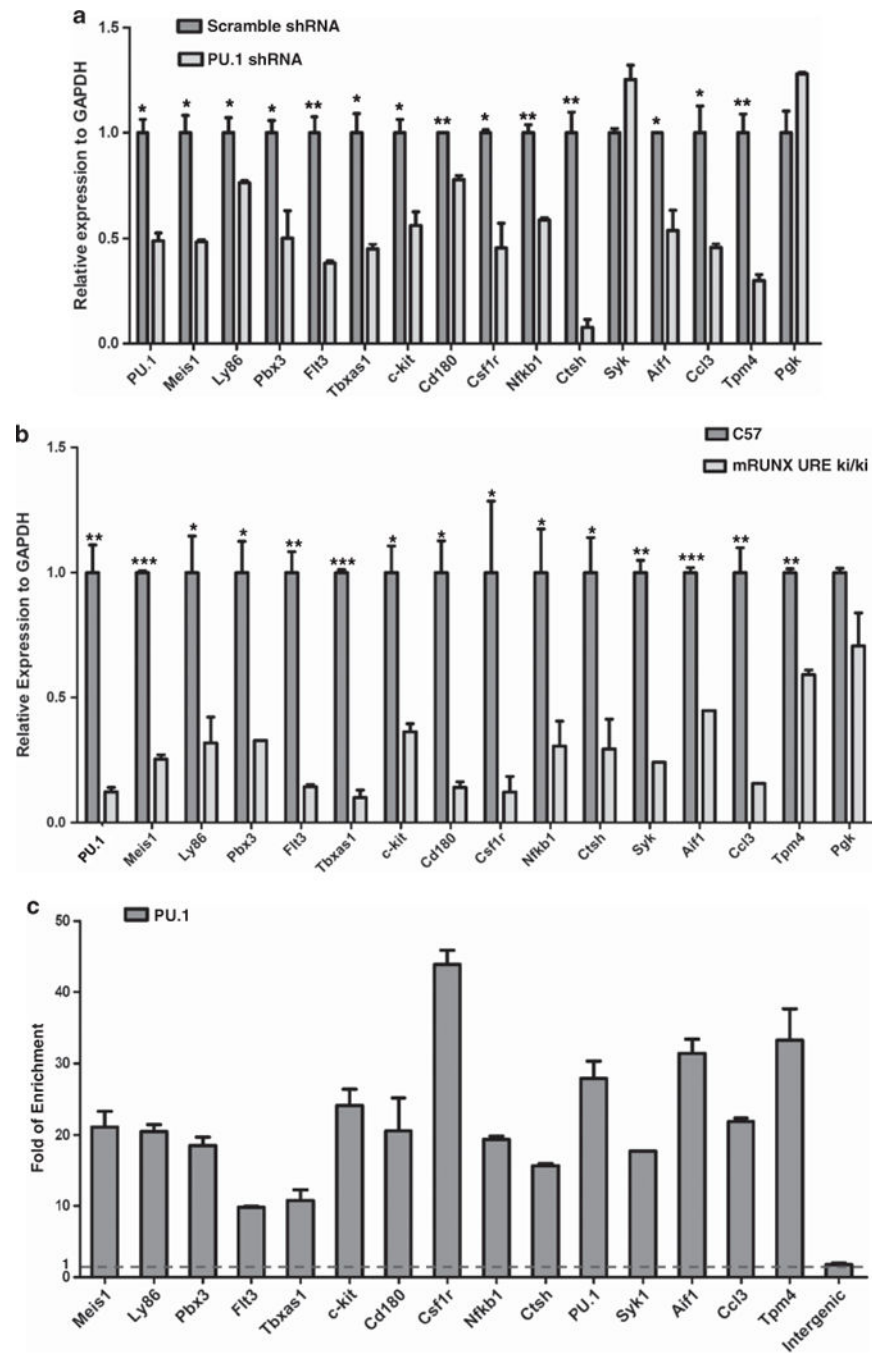 a
1.5
Scramble shRNA
PU.1 shRNA
* * * * ** * * ** * ** ** * * **
1.0
0.5
0.0
Relative expression to GAPDH
PU.1 Meis1 Ly86 Pbx3 Flt3 Tbxas1 c-kit Cd180 Csf1r Nfkb1 Ctsh Syk Aif1 Ccl3 Tpm4 Pgk
b
1.5
C57
mRUNX URE ki/ki
** *** * * ** *** * * * * * ** *** ** **
1.0
0.5
0.0
Relative Expression to GAPDH
PU.1 Meis1 Ly86 Pbx3 Flt3 Tbxas1 c-kit Cd180 Csf1r Nfkb1 Ctsh Syk Aif1 Ccl3 Tpm4 Pgk
c
50
PU.1
40
30
20
10
1
0
Fold of Enrichment
Meis1 Ly86 Pbx3 Flt3 Tbxas1 c-kit Cd180 Csf1r Nfkb1 Ctsh PU.1 Syk1 Aif1 Ccl3 Tpm4 Intergenic